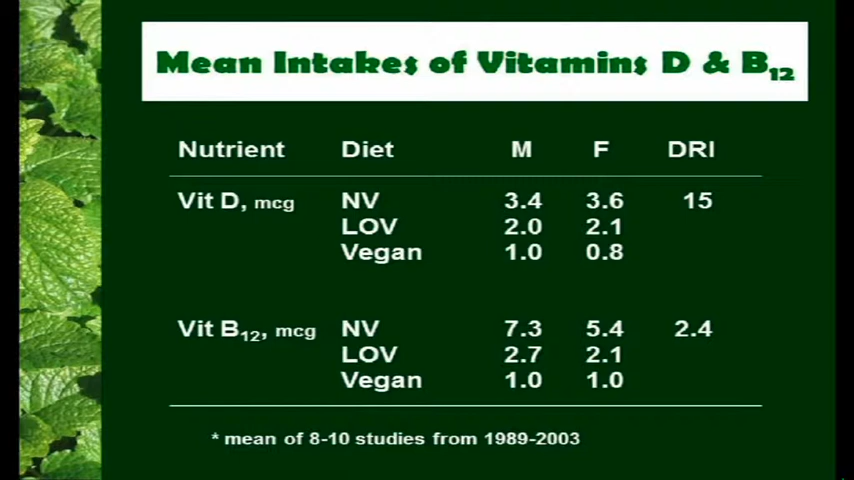 Mean Intakes of Vitamins D & B12
Nutrient Diet M F DRI
Vit D, mcg NV 3.4 3.6 15
LOV 2.0 2.1
Vegan 1.0 0.8
Vit B12, mcg NV 7.3 5.4 2.4
LOV 2.7 2.1
Vegan 1.0 1.0
* mean of 8-10 studies from 1989-2003